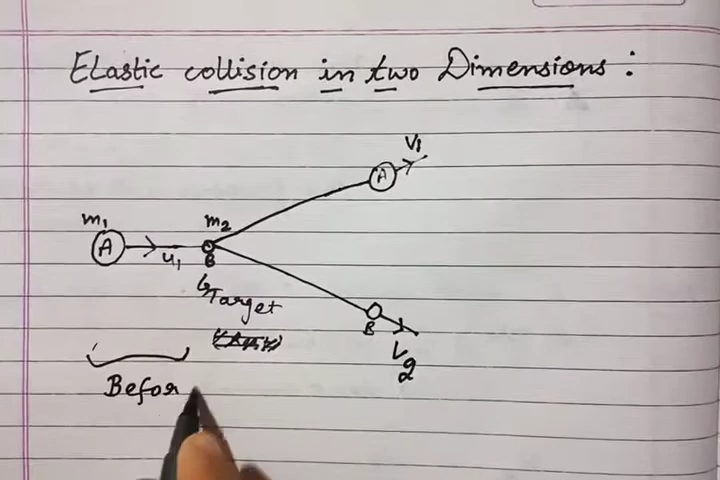 Elastic collision in two Dimensions :
V1
A
m1 m2
A u1 B
Target
B
V2
Befor